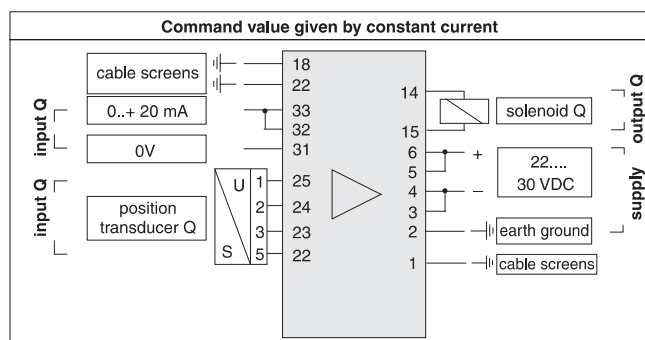 Command value given by constant current
cable screens
18
22
input Q
0..+ 20 mA
33
32
0V
31
input Q
position
transducer Q
U
S
1
2
3
5
25
24
23
22
14
15
solenoid Q
output Q
6
5
4
3
+
–
22....
30 VDC
supply
2
earth ground
1
cable screens